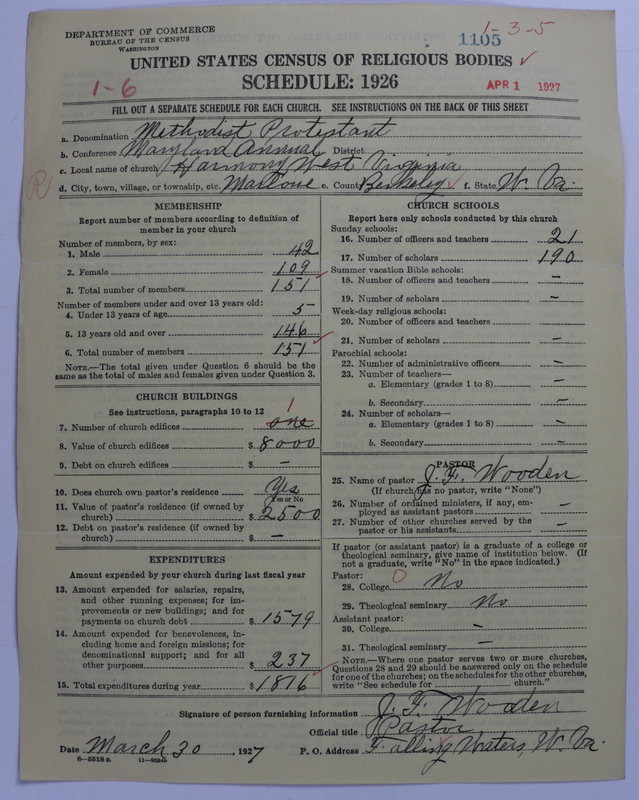 DEPARTMENT OF COMMERCE
BUREAU OF THE CENSUS
WASHINGTON
1-3-5
1105
UNITED STATES CENSUS OF RELIGIOUS BODIES
SCHEDULE: 1926
1-6
APR 1 1927
FILL OUT A SEPARATE SCHEDULE FOR EACH CHURCH. SEE INSTRUCTIONS ON THE BACK OF THIS SHEET
a. Denomination Methodist Protestant
b. Conference Maryland Annual District
c. Local name of church Harmony West Virginia
R
d. City, town, village, or township, etc. Marlowe e. County Berkeley f. State W. Va.
MEMBERSHIP
Report number of members according to definition of
member in your church
Number of members, by sex:
1. Male 42
2. Female 109
3. Total number of members 151
Number of members under and over 13 years old:
4. Under 13 years of age 5
5. 13 years old and over 146
6. Total number of members 151
NOTE.—The total given under Question 6 should be
same as the total of males and females given under Question 3.
CHURCH BUILDINGS
See instructions, paragraphs 10 to 12
1
7. Number of church edifices one
8. Value of church edifices $ 8000
9. Debt on church edifices $ —
10. Does church own pastor's residence Yes
Yes or No
11. Value of pastor's residence (if owned by
church) $ 2500
12. Debt on pastor's residence (if owned by
church) $ —
EXPENDITURES
Amount expended by your church during last fiscal year
13. Amount expended for salaries, repairs,
and other running expenses; for im-
provements or new buildings; and for
payments on church debt $ 1579
14. Amount expended for benevolences, in-
cluding home and foreign missions; for
denominational support; and for all
other purposes $ 237
15. Total expenditures during year $ 1816
CHURCH SCHOOLS
Report here only schools conducted by this church
Sunday schools:
16. Number of officers and teachers 21
17. Number of scholars 190
Summer vacation Bible schools:
18. Number of officers and teachers —
19. Number of scholars —
Week-day religious schools:
20. Number of officers and teachers —
21. Number of scholars —
Parochial schools:
22. Number of administrative officers —
23. Number of teachers—
a. Elementary (grades 1 to 8) —
b. Secondary —
24. Number of scholars—
a. Elementary (grades 1 to 8) —
b. Secondary —
PASTOR
25. Name of pastor J. F. Wooden
(If church has no pastor, write "None")
26. Number of ordained ministers, if any, em-
ployed as assistant pastors —
27. Number of other churches served by the
pastor or his assistants —
If pastor (or assistant pastor) is a graduate of a college or
theological seminary, give name of institution below. (If
not a graduate, write "No" in the space indicated.)
Pastor:
28. College 0 No
29. Theological seminary No
Assistant pastor:
30. College —
31. Theological seminary —
NOTE.—Where one pastor serves two or more churches,
Questions 28 and 29 should be answered only on the schedule
for one of the churches; on the schedules for the other churches,
write "See schedule for church."
Signature of person furnishing information J. F. Wooden
Official title Pastor
Date March 30, 1927 P. O. Address Falling Waters, W. Va.
6—5518a 11—9054b